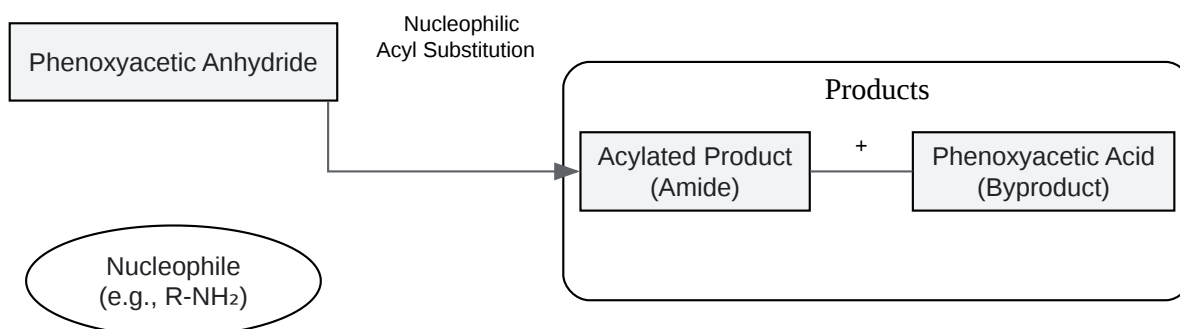 Nucleophilic
Acyl Substitution
Phenoxyacetic Anhydride
Products
Acylated Product
(Amide)
+
Phenoxyacetic Acid
(Byproduct)
Nucleophile
(e.g., R-NH₂)